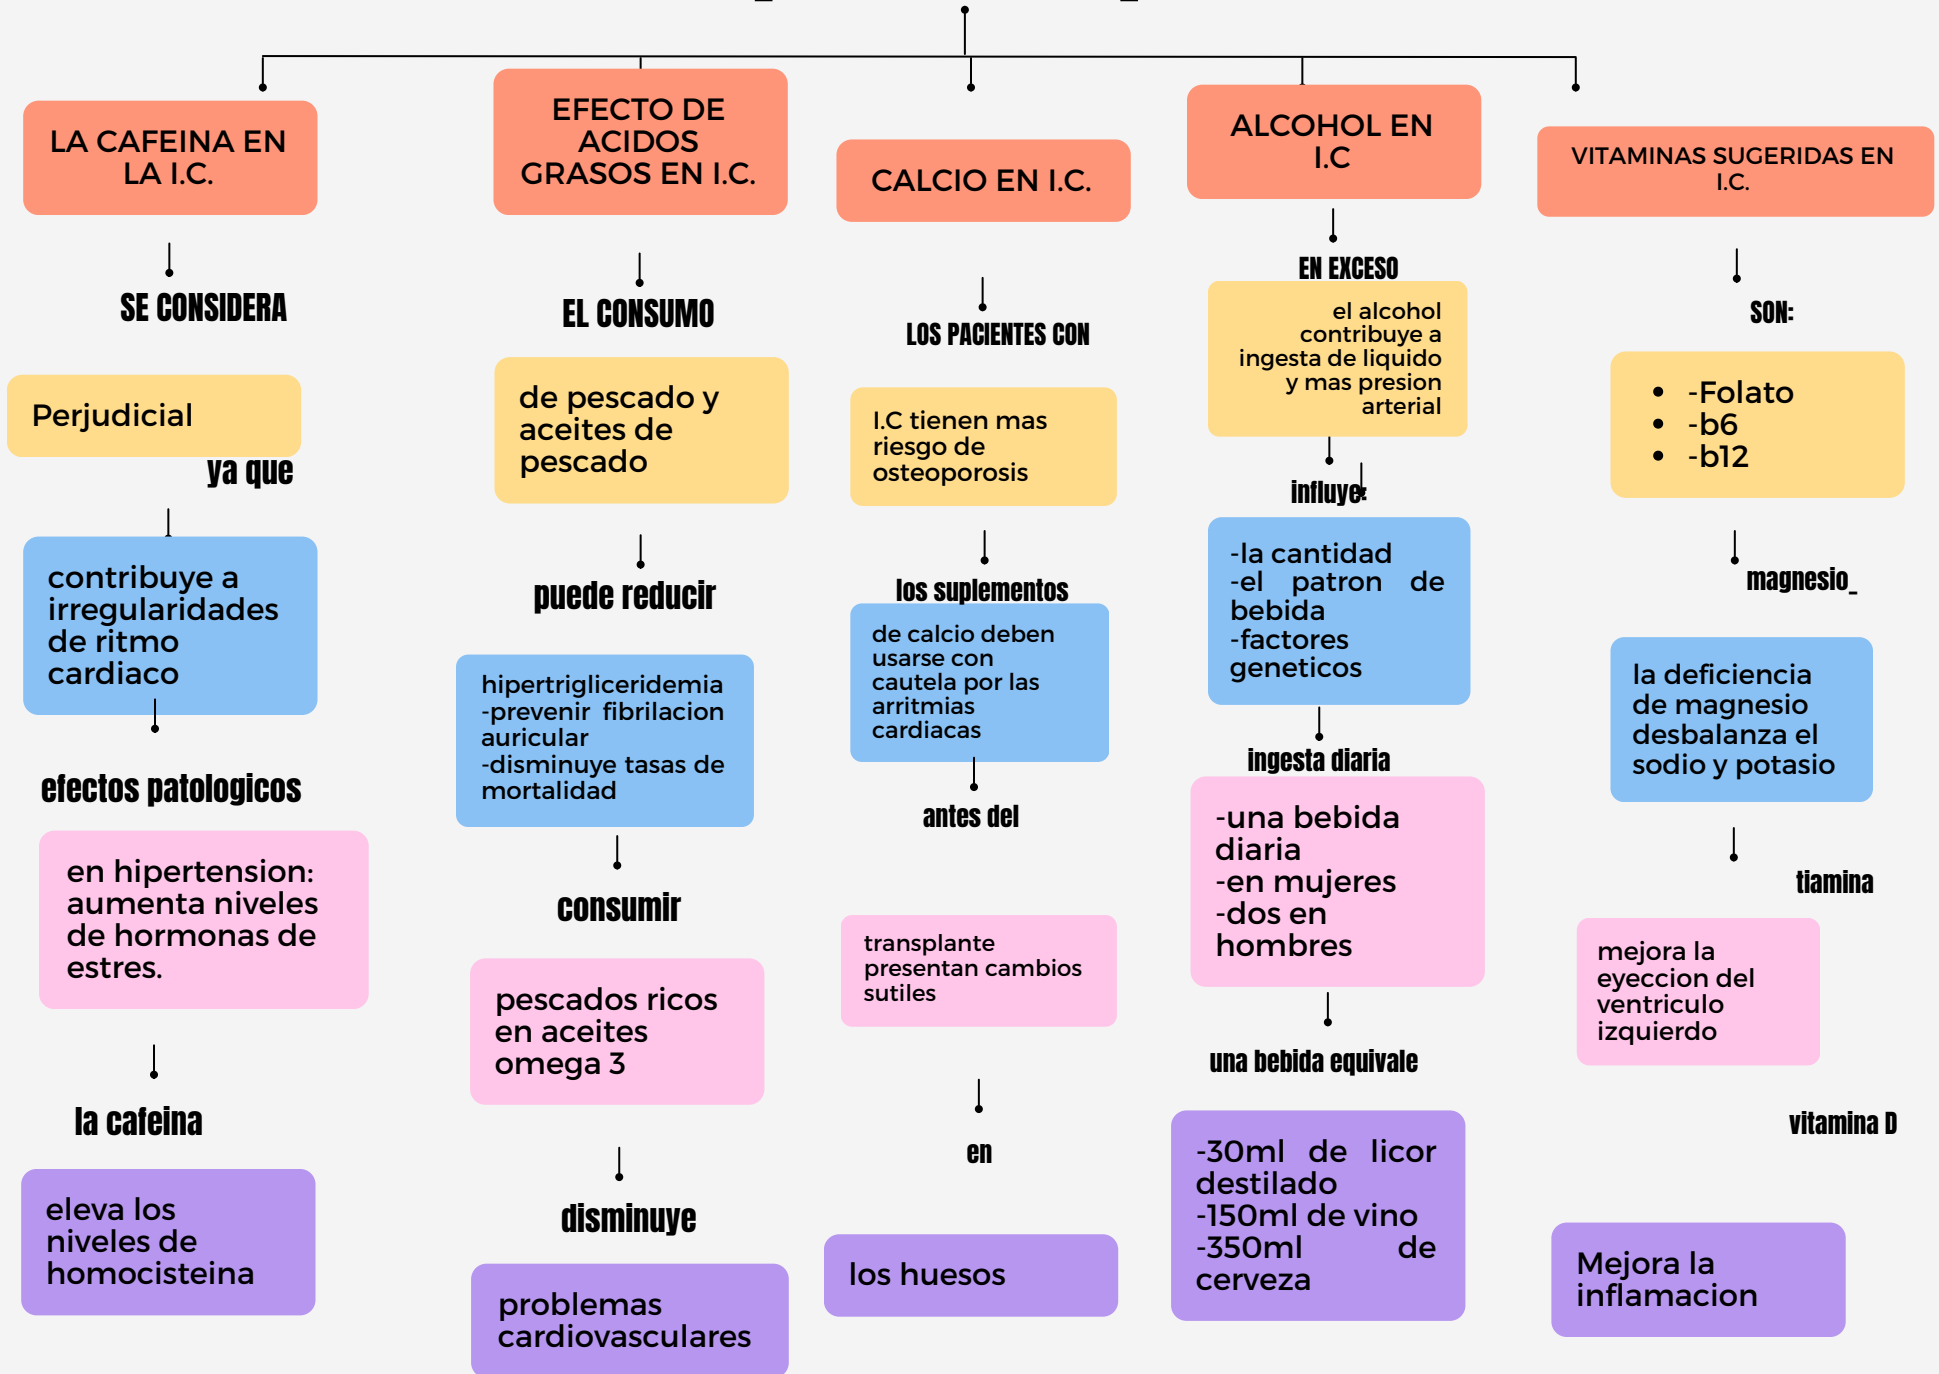 LA CAFEINA EN
LA I.C.
SE CONSIDERA
Perjudicial
ya que
contribuye a
irregularidades
de ritmo
cardiaco
efectos patologicos
en hipertension:
aumenta niveles
de hormonas de
estres.
la cafeina
eleva los
niveles de
homocisteina
EFECTO DE
ACIDOS
GRASOS EN I.C.
EL CONSUMO
de pescado y
aceites de
pescado
puede reducir
hipertrigliceridemia
-prevenir fibrilacion
auricular
-disminuye tasas de
mortalidad
consumir
pescados ricos
en aceites
omega 3
disminuye
problemas
cardiovasculares
CALCIO EN I.C.
LOS PACIENTES CON
I.C tienen mas
riesgo de
osteoporosis
los suplementos
de calcio deben
usarse con
cautela por las
arritmias
cardiacas
antes del
transplante
presentan cambios
sutiles
en
los huesos
ALCOHOL EN
I.C
EN EXCESO
el alcohol
contribuye a
ingesta de liquido
y mas presion
arterial
influye:
-la cantidad
-el patron de
bebida
-factores
geneticos
ingesta diaria
-una bebida
diaria
-en mujeres
-dos en
hombres
una bebida equivale
-30ml de licor
destilado
-150ml de vino
-350ml de
cerveza
VITAMINAS SUGERIDAS EN
I.C.
SON:
• -Folato
• -b6
• -b12
magnesio_
la deficiencia
de magnesio
desbalanza el
sodio y potasio
tiamina
mejora la
eyeccion del
ventriculo
izquierdo
vitamina D
Mejora la
inflamacion